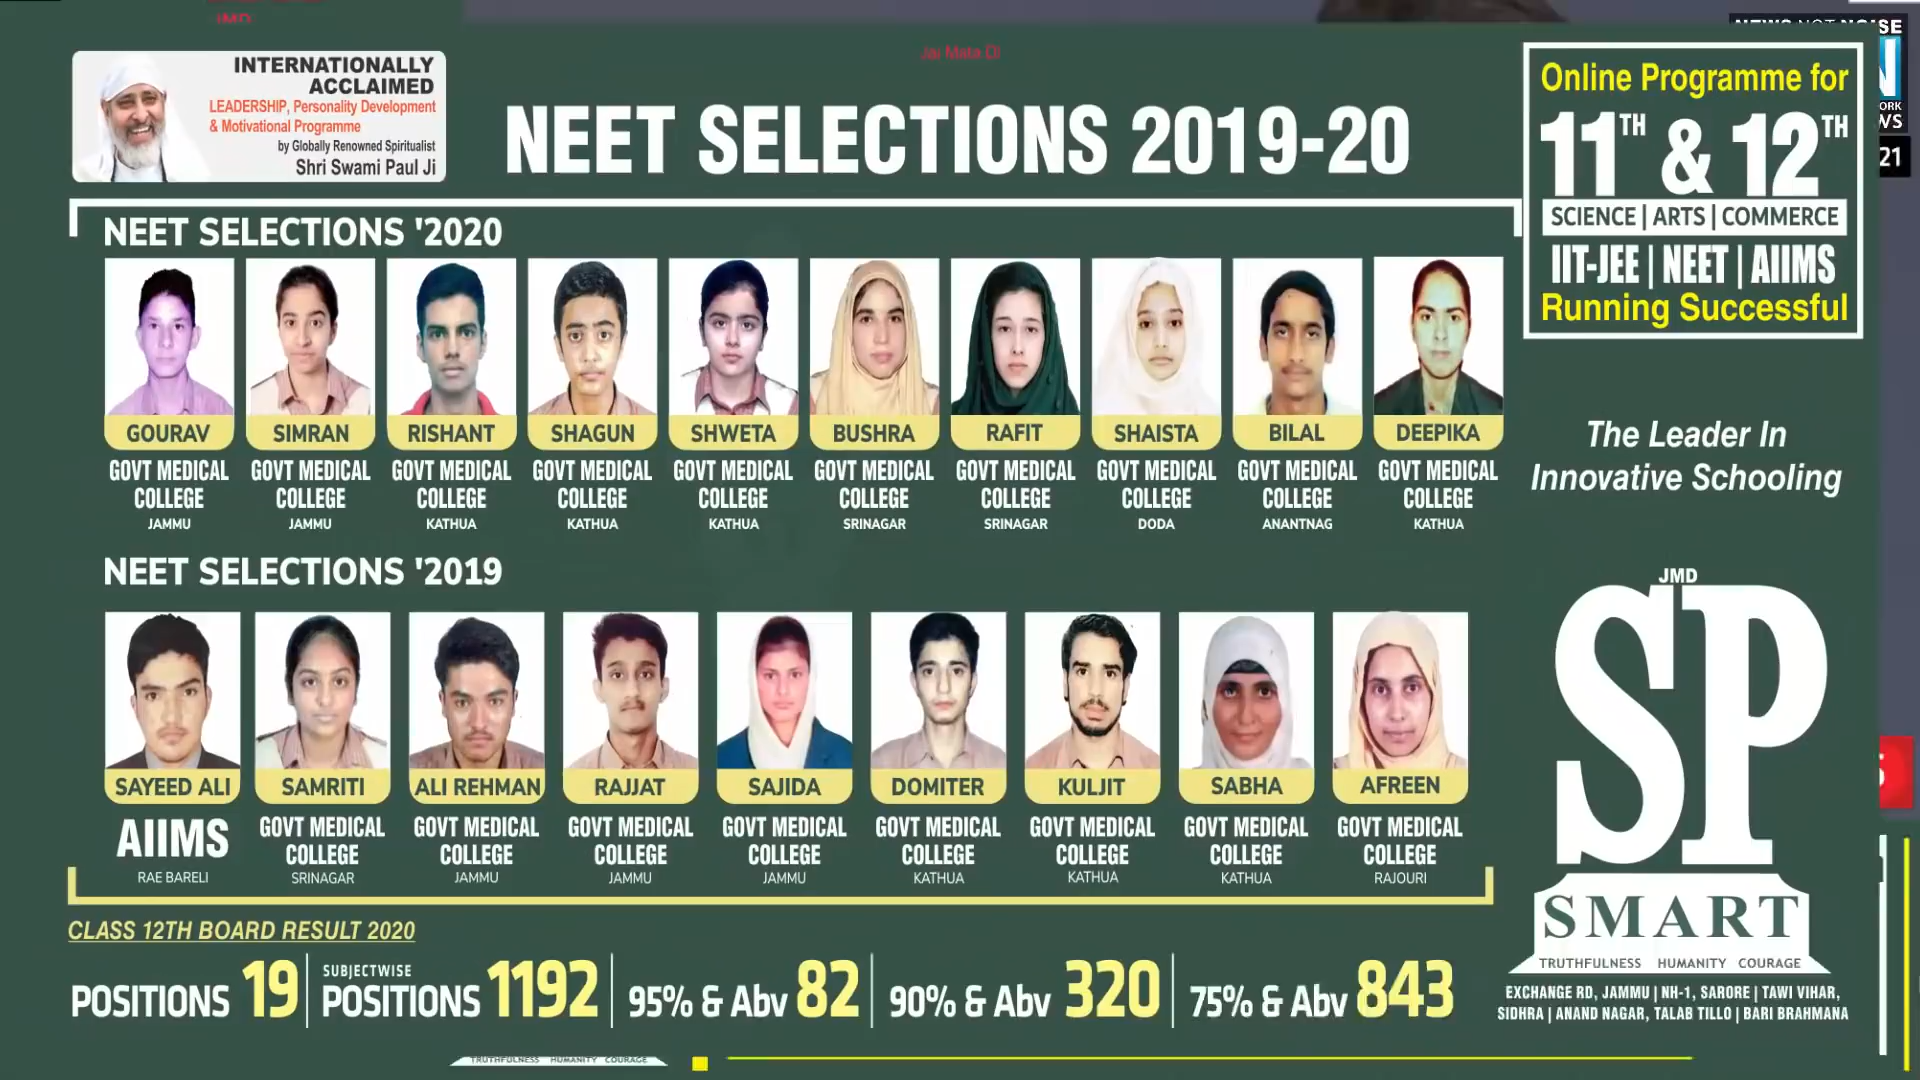 JMD
Jai Mata Di
INTERNATIONALLY
ACCLAIMED
LEADERSHIP, Personality Development
& Motivational Programme
by Globally Renowned Spiritualist
Shri Swami Paul Ji
NEET SELECTIONS 2019-20
Online Programme for
11TH & 12TH
SCIENCE | ARTS | COMMERCE
IIT-JEE | NEET | AIIMS
Running Successful
21
NEET SELECTIONS '2020
GOURAV SIMRAN RISHANT SHAGUN SHWETA BUSHRA RAFIT SHAISTA BILAL DEEPIKA
GOVT MEDICAL GOVT MEDICAL GOVT MEDICAL GOVT MEDICAL GOVT MEDICAL GOVT MEDICAL GOVT MEDICAL GOVT MEDICAL GOVT MEDICAL GOVT MEDICAL
COLLEGE COLLEGE COLLEGE COLLEGE COLLEGE COLLEGE COLLEGE COLLEGE COLLEGE COLLEGE
JAMMU JAMMU KATHUA KATHUA KATHUA SRINAGAR SRINAGAR DODA ANANTNAG KATHUA
The Leader In
Innovative Schooling
NEET SELECTIONS '2019
SAYEED ALI SAMRITI ALI REHMAN RAJJAT SAJIDA DOMITER KULJIT SABHA AFREEN
AIIMS GOVT MEDICAL GOVT MEDICAL GOVT MEDICAL GOVT MEDICAL GOVT MEDICAL GOVT MEDICAL GOVT MEDICAL GOVT MEDICAL
COLLEGE COLLEGE COLLEGE COLLEGE COLLEGE COLLEGE COLLEGE COLLEGE
RAE BARELI SRINAGAR JAMMU JAMMU JAMMU KATHUA KATHUA KATHUA RAJOURI
JMD
SP
SMART
TRUTHFULNESS HUMANITY COURAGE
EXCHANGE RD, JAMMU | NH-1, SARORE | TAWI VIHAR,
SIDHRA | ANAND NAGAR, TALAB TILLO | BARI BRAHMANA
CLASS 12TH BOARD RESULT 2020
POSITIONS 19 | SUBJECTWISE POSITIONS 1192 | 95% & Abv 82 | 90% & Abv 320 | 75% & Abv 843
TRUTHFULNESS HUMANITY COURAGE